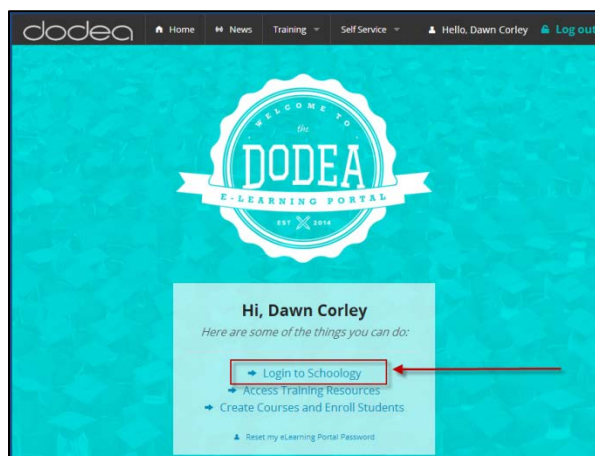 dodea Home News Training Self Service Hello, Dawn Corley Log out
WELCOME TO
the
DODEA
E-LEARNING PORTAL
EST 2014
Hi, Dawn Corley
Here are some of the things you can do:
Login to Schoology
Access Training Resources
Create Courses and Enroll Students
Reset my eLearning Portal Password